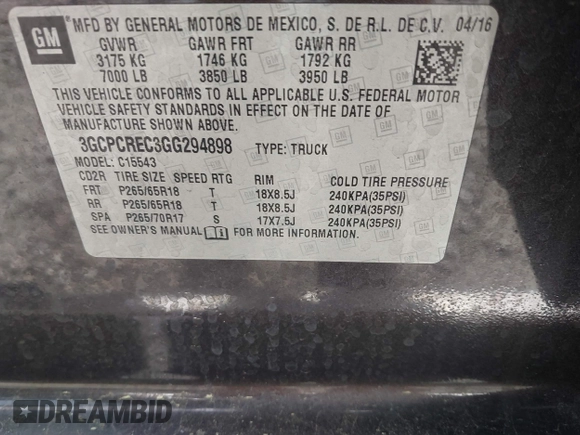 GM
*MFD BY GENERAL MOTORS DE MEXICO, S. DE R.L. DE C.V. 04/16
GVWR GAWR FRT GAWR RR
3175 KG 1746 KG 1792 KG
7000 LB 3850 LB 3950 LB
THIS VEHICLE CONFORMS TO ALL APPLICABLE U.S. FEDERAL MOTOR
VEHICLE SAFETY STANDARDS IN EFFECT ON THE DATE OF
MANUFACTURE SHOWN ABOVE.
3GCPCREC3GG294898 TYPE: TRUCK
MODEL: C15543
CD2R TIRE SIZE SPEED RTG RIM COLD TIRE PRESSURE
FRT P265/65R18 T 18X8.5J 240KPA(35PSI)
RR P265/65R18 T 18X8.5J 240KPA(35PSI)
SPA P265/70R17 S 17X7.5J 240KPA(35PSI)
SEE OWNER'S MANUAL FOR MORE INFORMATION.
DREAMBID